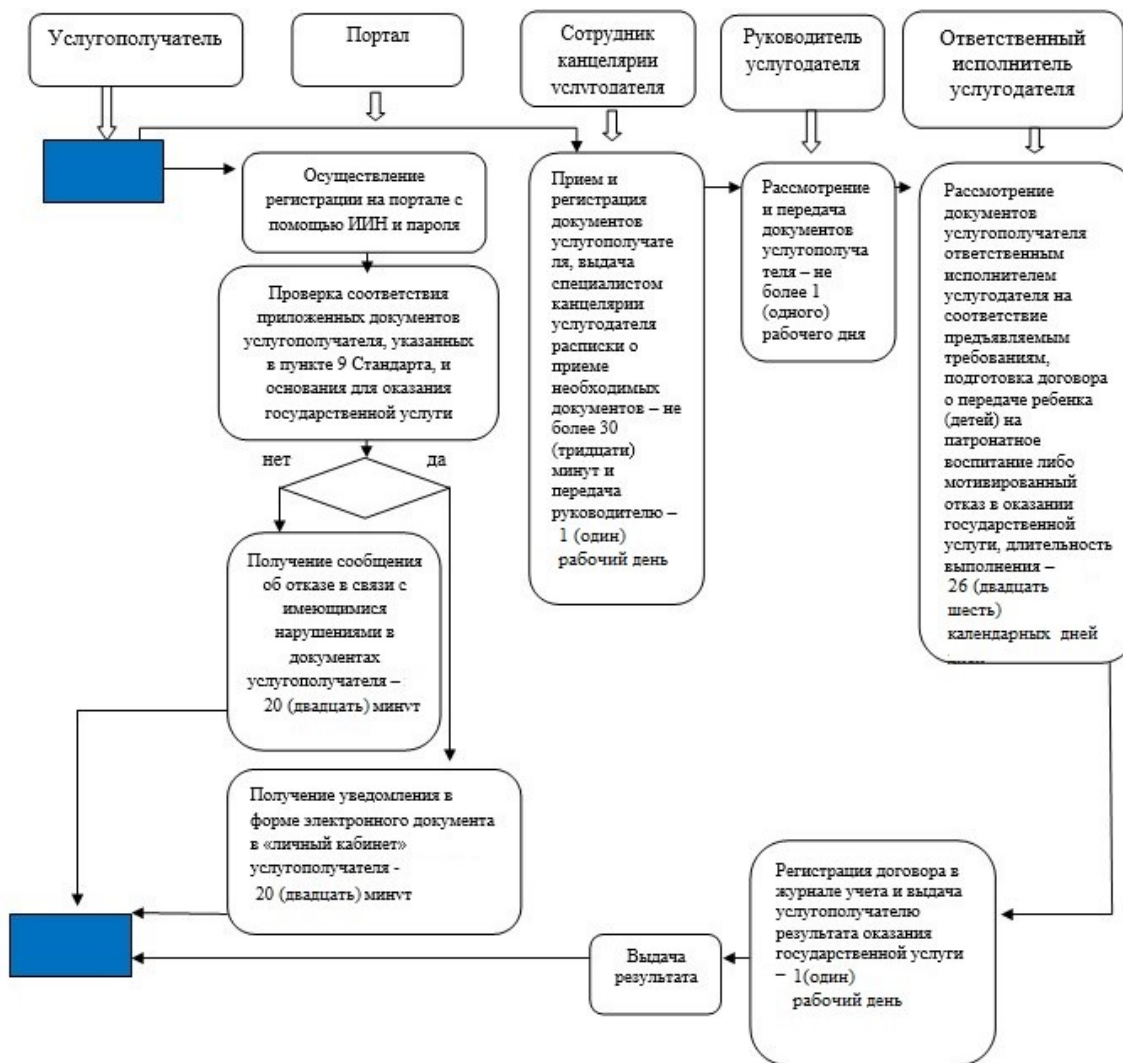 Услугополучатель
Портал
Сотрудник
канцелярии
услугодателя
Руководитель
услугодателя
Ответственный
исполнитель
услугодателя
Осуществление
регистрации на портале с
помощью ИИН и пароля
Проверка соответствия
приложенных документов
услугополучателя, указанных
в пункте 9 Стандарта, и
основания для оказания
государственной услуги
нет
да
Получение сообщения
об отказе в связи с
имеющимися
нарушениями в
документах
услугополучателя –
20 (двадцать) минут
Получение уведомления в
форме электронного документа
в «личный кабинет»
услугополучателя -
20 (двадцать) минут
Прием и
регистрация
документов
услугополучате
ля, выдача
специалистом
канцелярии
услугодателя
расписки о
приеме
необходимых
документов – не
более 30
(тридцати)
минут и
передача
руководителю –
1 (один)
рабочий день
Рассмотрение
и передача
документов
услугополуча
теля – не
более 1
(одного)
рабочего дня
Рассмотрение
документов
услугополучателя
ответственным
исполнителем
услугодателя на
соответствие
предъявляемым
требованиям,
подготовка договора
о передаче ребенка
(детей) на
патронатное
воспитание либо
мотивированный
отказ в оказании
государственной
услуги, длительность
выполнения –
26 (двадцать
шесть)
календарных дней
Регистрация договора в
журнале учета и выдача
услугополучателю
результата оказания
государственной услуги
– 1(один)
рабочий день
Выдача
результата